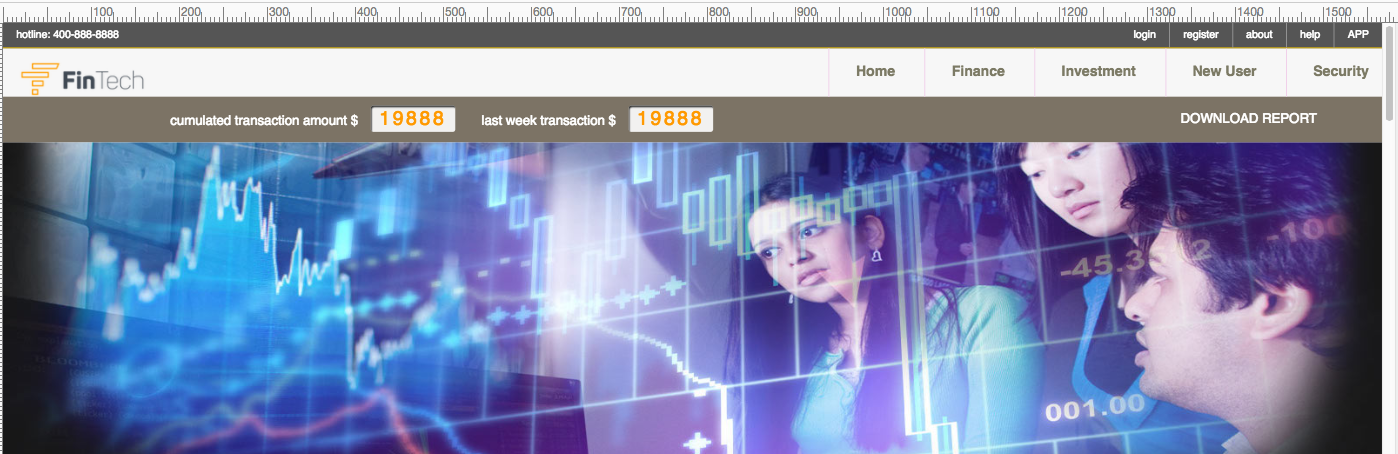 100 200 300 400 500 600 700 800 900 1000 1100 1200 1300 1400 1500
hotline: 400-888-8888 login register about help APP
FinTech Home Finance Investment New User Security
cumulated transaction amount $ 19888 last week transaction $ 19888 DOWNLOAD REPORT
-100
-45.3 2
001.00